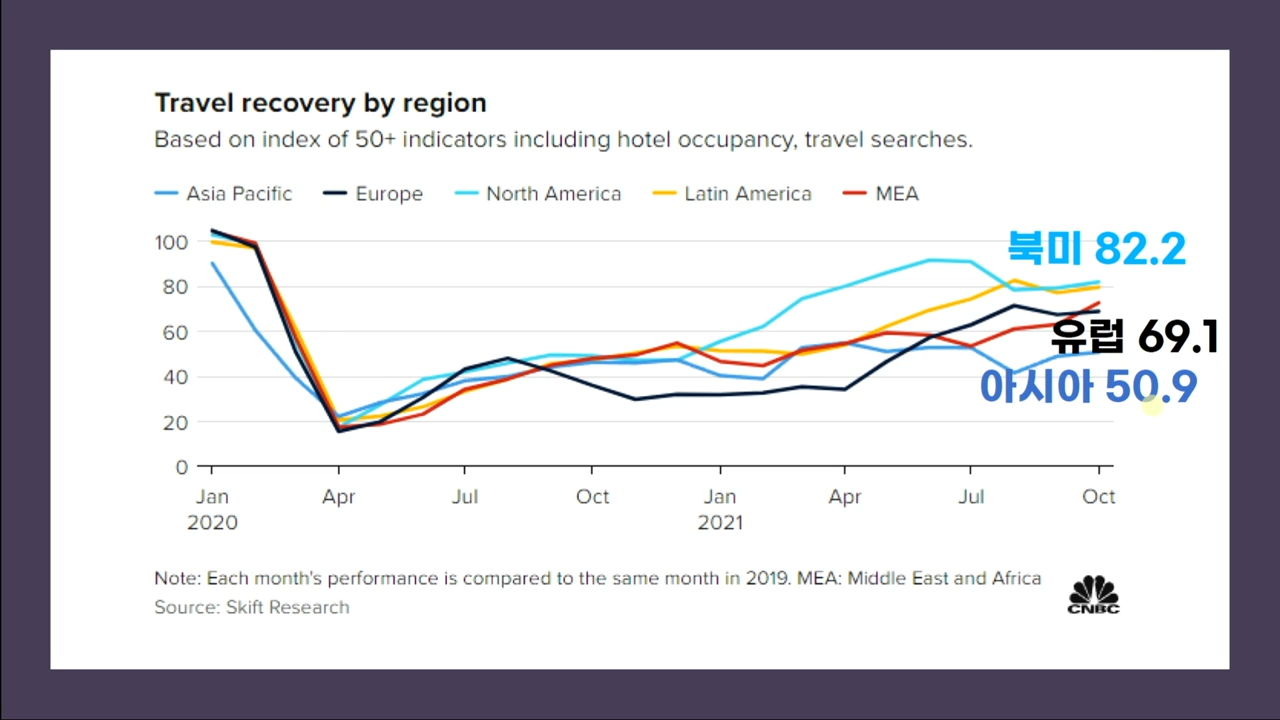 Travel recovery by region
Based on index of 50+ indicators including hotel occupancy, travel searches.
Asia Pacific Europe North America Latin America MEA
100
80
60
40
20
0
북미 82.2
유럽 69.1
아시아 50.9
Jan Apr Jul Oct Jan Apr Jul Oct
2020 2021
Note: Each month's performance is compared to the same month in 2019. MEA: Middle East and Africa
Source: Skift Research
CNBC